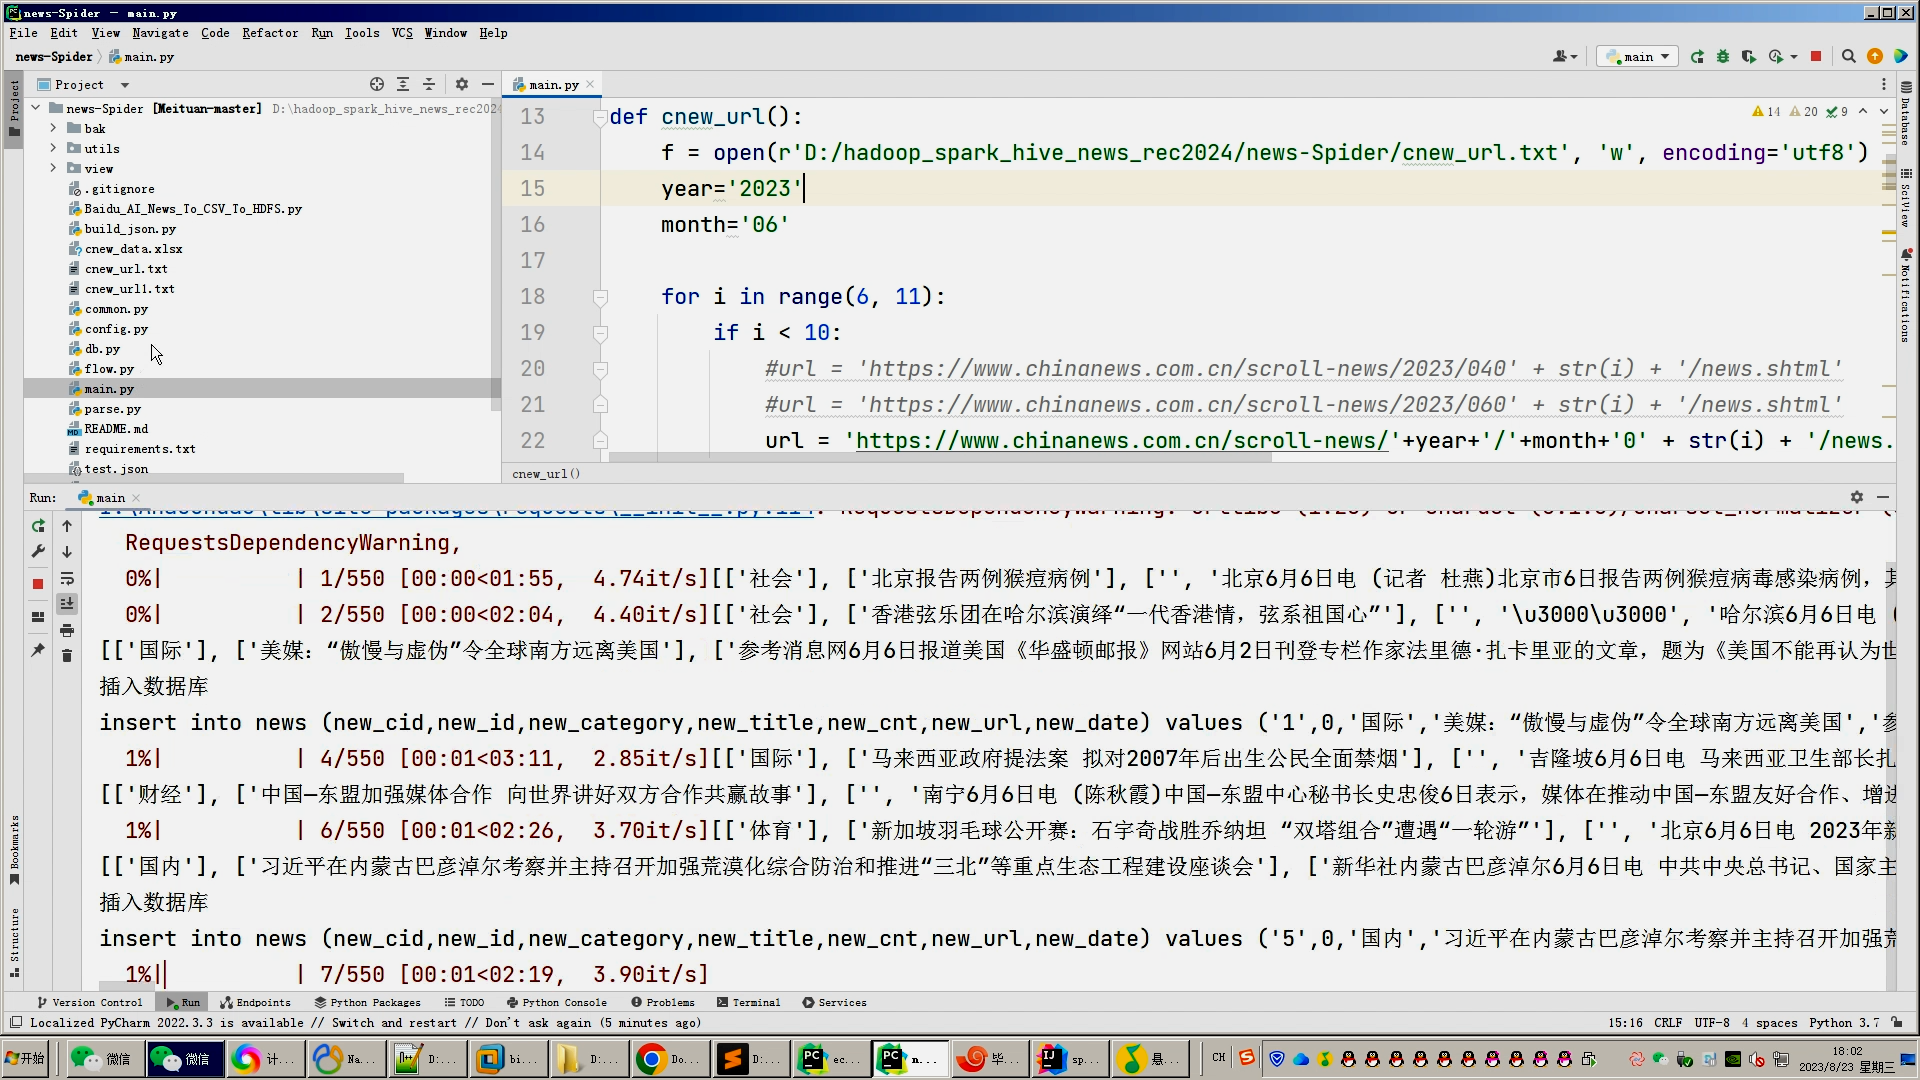 news-Spider – main.py
File Edit View Navigate Code Refactor Run Tools VCS Window Help
news-Spider main.py
main
Project
main.py
news-Spider [Meituan-master] D:\hadoop_spark_hive_news_rec2024
bak
utils
view
.gitignore
Baidu_AI_News_To_CSV_To_HDFS.py
build_json.py
cnew_data.xlsx
cnew_url.txt
cnew_url1.txt
common.py
config.py
db.py
flow.py
main.py
parse.py
README.md
requirements.txt
test.json
14 20 9
13 def cnew_url():
14 f = open(r'D:/hadoop_spark_hive_news_rec2024/news-Spider/cnew_url.txt', 'w', encoding='utf8')
15 year='2023'
16 month='06'
17
18 for i in range(6, 11):
19 if i < 10:
20 #url = 'https://www.chinanews.com.cn/scroll-news/2023/040' + str(i) + '/news.shtml'
21 #url = 'https://www.chinanews.com.cn/scroll-news/2023/060' + str(i) + '/news.shtml'
22 url = 'https://www.chinanews.com.cn/scroll-news/'+year+'/'+month+'0' + str(i) + '/news.
cnew_url()
Project
Bookmarks
Structure
Database
SciView
Notifications
Run: main
RequestsDependencyWarning,
0%| | 1/550 [00:00<01:55, 4.74it/s][['社会'], ['北京报告两例猴痘病例'], ['', '北京6月6日电 (记者 杜燕)北京市6日报告两例猴痘病毒感染病例，其
0%| | 2/550 [00:00<02:04, 4.40it/s][['社会'], ['香港弦乐团在哈尔滨演绎“一代香港情，弦系祖国心”'], ['', '\u3000\u3000', '哈尔滨6月6日电 (
[['国际'], ['美媒：“傲慢与虚伪”令全球南方远离美国'], ['参考消息网6月6日报道美国《华盛顿邮报》网站6月2日刊登专栏作家法里德·扎卡里亚的文章，题为《美国不能再认为世
插入数据库
insert into news (new_cid,new_id,new_category,new_title,new_cnt,new_url,new_date) values ('1',0,'国际','美媒：“傲慢与虚伪”令全球南方远离美国','参
1%| | 4/550 [00:01<03:11, 2.85it/s][['国际'], ['马来西亚政府提法案 拟对2007年后出生公民全面禁烟'], ['', '吉隆坡6月6日电 马来西亚卫生部长扎
[['财经'], ['中国—东盟加强媒体合作 向世界讲好双方合作共赢故事'], ['', '南宁6月6日电 (陈秋霞)中国—东盟中心秘书长史忠俊6日表示，媒体在推动中国—东盟友好合作、增进
1%| | 6/550 [00:01<02:26, 3.70it/s][['体育'], ['新加坡羽毛球公开赛：石宇奇战胜乔纳坦 “双塔组合”遭遇“一轮游”'], ['', '北京6月6日电 2023年新
[['国内'], ['习近平在内蒙古巴彦淖尔考察并主持召开加强荒漠化综合防治和推进“三北”等重点生态工程建设座谈会'], ['新华社内蒙古巴彦淖尔6月6日电 中共中央总书记、国家主
插入数据库
insert into news (new_cid,new_id,new_category,new_title,new_cnt,new_url,new_date) values ('5',0,'国内','习近平在内蒙古巴彦淖尔考察并主持召开加强荒
1%| | 7/550 [00:01<02:19, 3.90it/s]
Version Control Run Endpoints Python Packages TODO Python Console Problems Terminal Services
Localized PyCharm 2022.3.3 is available // Switch and restart // Don't ask again (5 minutes ago)
15:16 CRLF UTF-8 4 spaces Python 3.7
开始 微信 微信 计... Na... D:... bi... D:... Do... D:... ec... n... 毕... sp... 悬... CH
18:02
2023/8/23 星期三